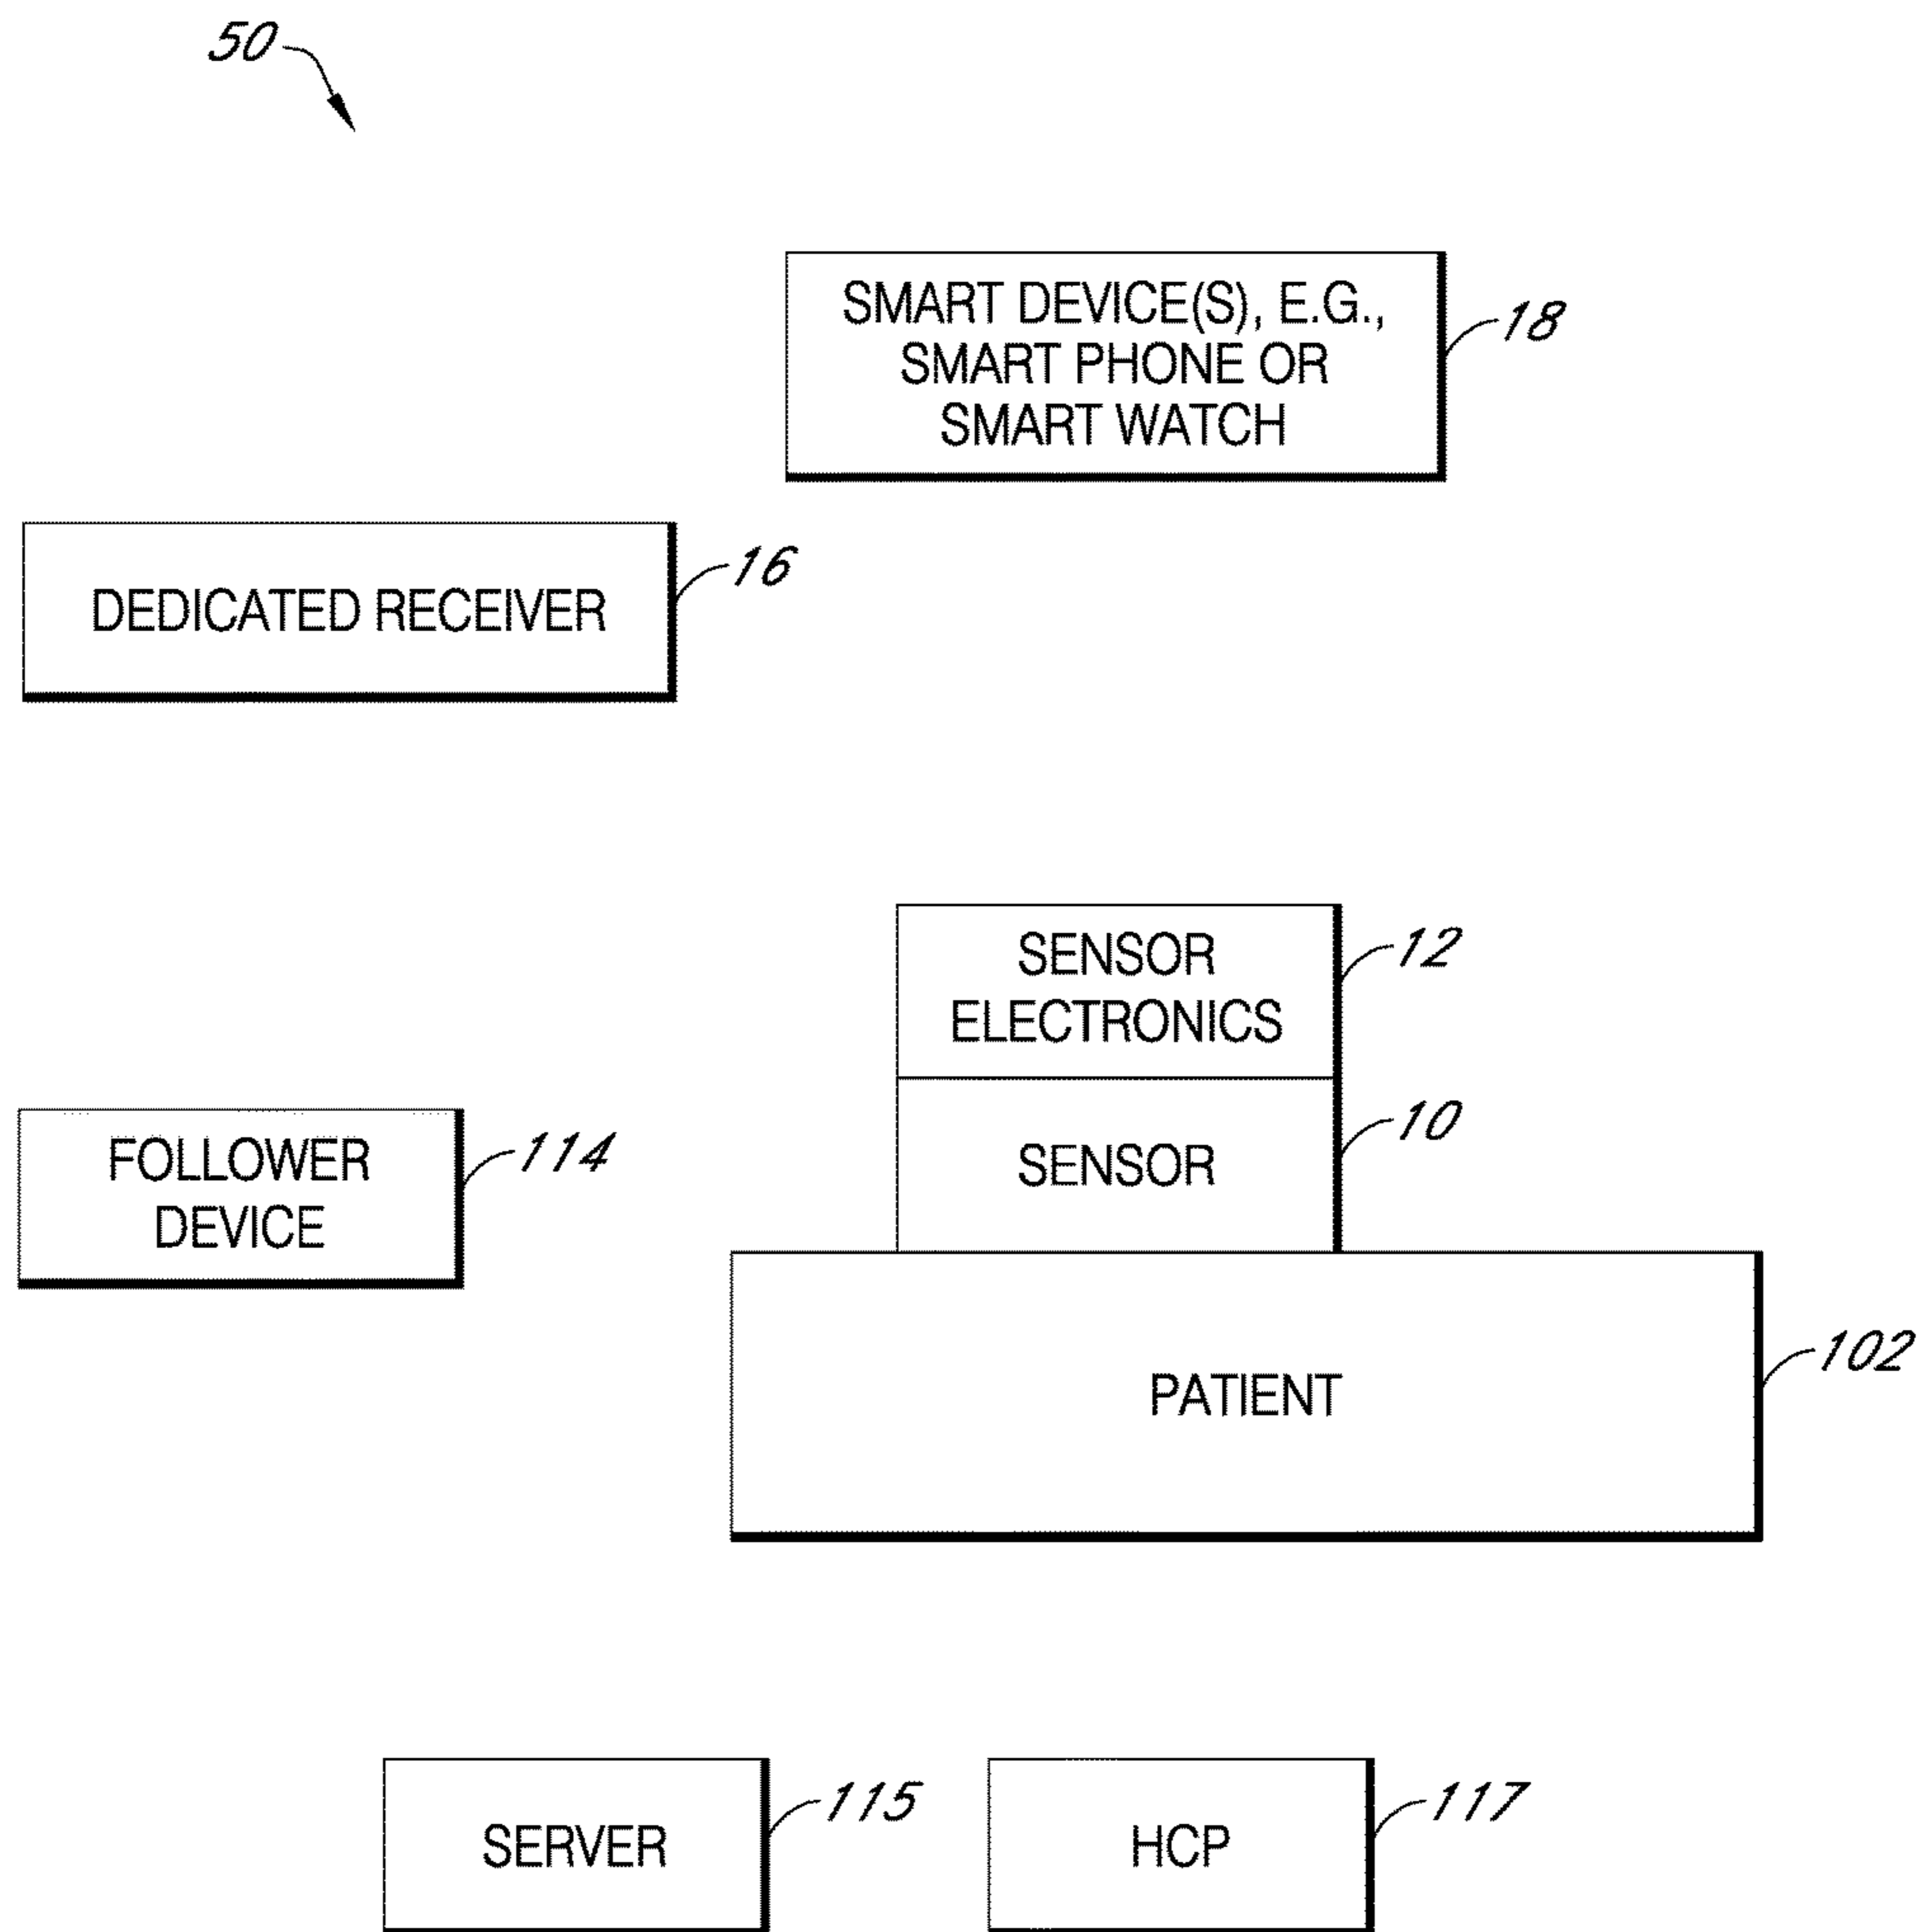 50
SMART DEVICE(S), E.G.,
SMART PHONE OR
SMART WATCH
18
DEDICATED RECEIVER
16
SENSOR
ELECTRONICS
12
SENSOR
10
FOLLOWER
DEVICE
114
PATIENT
102
SERVER
115
HCP
117